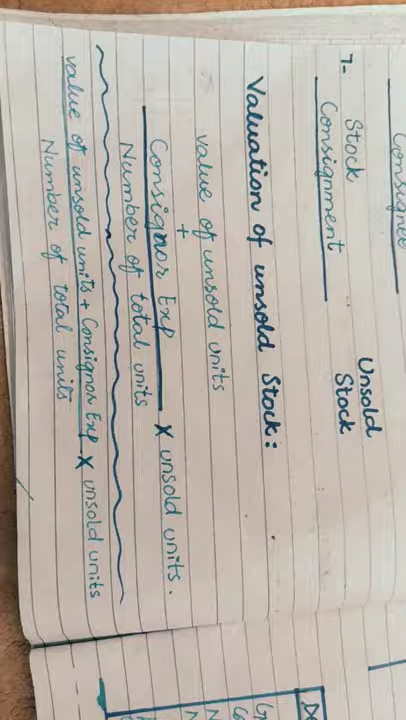 Consignee
7- Stock Unsold
Consignment Stock
Valuation of unsold Stock:
value of unsold units
+
Consignor Exp X unsold units.
Number of total units
value of unsold units + Consignor Exp X unsold units
Number of total units